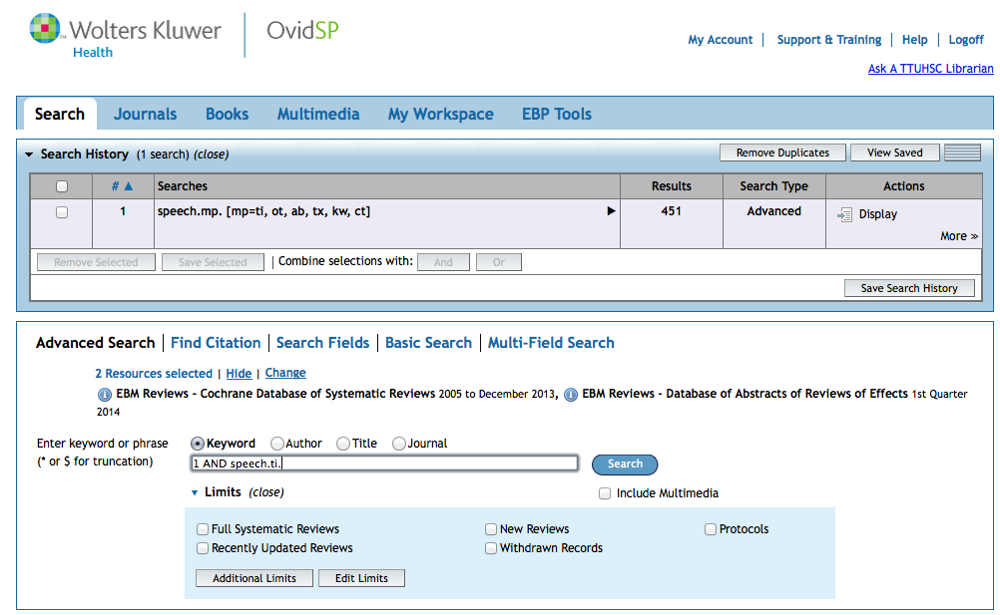 Wolters Kluwer OvidSP
TM
Health
My Account | Support & Training | Help | Logoff
Ask A TTUHSC Librarian
Search Journals Books Multimedia My Workspace EBP Tools
Search History (1 search) (close) Remove Duplicates View Saved
# ▲ Searches Results Search Type Actions
1 speech.mp. [mp=ti, ot, ab, tx, kw, ct] 451 Advanced Display
More »
Remove Selected Save Selected | Combine selections with: And Or
Save Search History
Advanced Search | Find Citation | Search Fields | Basic Search | Multi-Field Search
2 Resources selected | Hide | Change
EBM Reviews - Cochrane Database of Systematic Reviews 2005 to December 2013, EBM Reviews - Database of Abstracts of Reviews of Effects 1st Quarter
2014
Enter keyword or phrase Keyword Author Title Journal
(* or $ for truncation) 1 AND speech.ti. Search
Limits (close) Include Multimedia
Full Systematic Reviews New Reviews Protocols
Recently Updated Reviews Withdrawn Records
Additional Limits Edit Limits